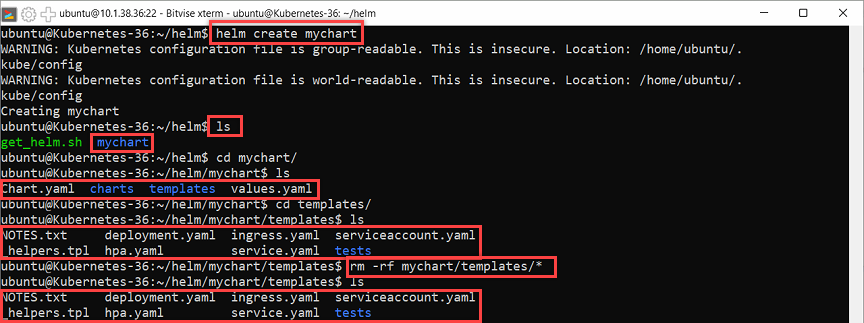 ubuntu@10.1.38.36:22 - Bitvise xterm - ubuntu@Kubernetes-36: ~/helm
ubuntu@Kubernetes-36:~/helm$ helm create mychart
WARNING: Kubernetes configuration file is group-readable. This is insecure. Location: /home/ubuntu/.
kube/config
WARNING: Kubernetes configuration file is world-readable. This is insecure. Location: /home/ubuntu/.
kube/config
Creating mychart
ubuntu@Kubernetes-36:~/helm$ ls
get_helm.sh mychart
ubuntu@Kubernetes-36:~/helm$ cd mychart/
ubuntu@Kubernetes-36:~/helm/mychart$ ls
Chart.yaml charts templates values.yaml
ubuntu@Kubernetes-36:~/helm/mychart$ cd templates/
ubuntu@Kubernetes-36:~/helm/mychart/templates$ ls
NOTES.txt deployment.yaml ingress.yaml serviceaccount.yaml
_helpers.tpl hpa.yaml service.yaml tests
ubuntu@Kubernetes-36:~/helm/mychart/templates$ rm -rf mychart/templates/*
ubuntu@Kubernetes-36:~/helm/mychart/templates$ ls
NOTES.txt deployment.yaml ingress.yaml serviceaccount.yaml
_helpers.tpl hpa.yaml service.yaml tests